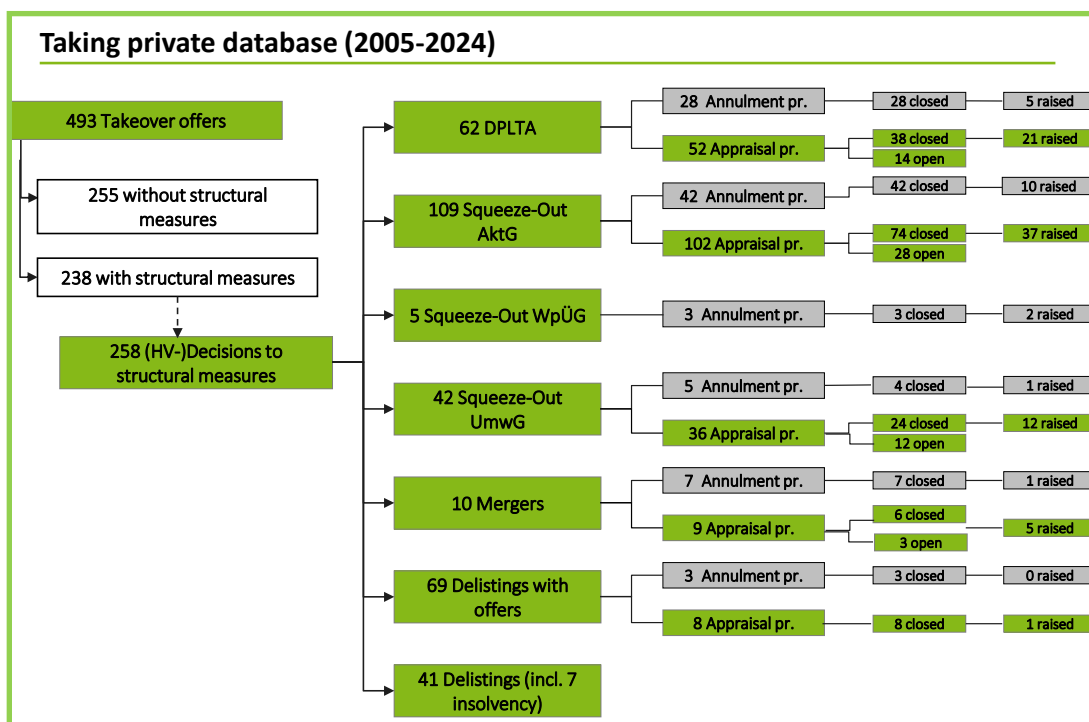 Taking private database (2005-2024)
493 Takeover offers
255 without structural
measures
238 with structural measures
258 (HV-)Decisions to
structural measures
62 DPLTA
28 Annulment pr.
28 closed
5 raised
52 Appraisal pr.
38 closed
14 open
21 raised
109 Squeeze-Out
AktG
42 Annulment pr.
42 closed
10 raised
102 Appraisal pr.
74 closed
28 open
37 raised
5 Squeeze-Out WpÜG
3 Annulment pr.
3 closed
2 raised
42 Squeeze-Out
UmwG
5 Annulment pr.
4 closed
1 raised
36 Appraisal pr.
24 closed
12 open
12 raised
10 Mergers
7 Annulment pr.
7 closed
1 raised
9 Appraisal pr.
6 closed
3 open
5 raised
69 Delistings with
offers
3 Annulment pr.
3 closed
0 raised
8 Appraisal pr.
8 closed
1 raised
41 Delistings (incl. 7
insolvency)